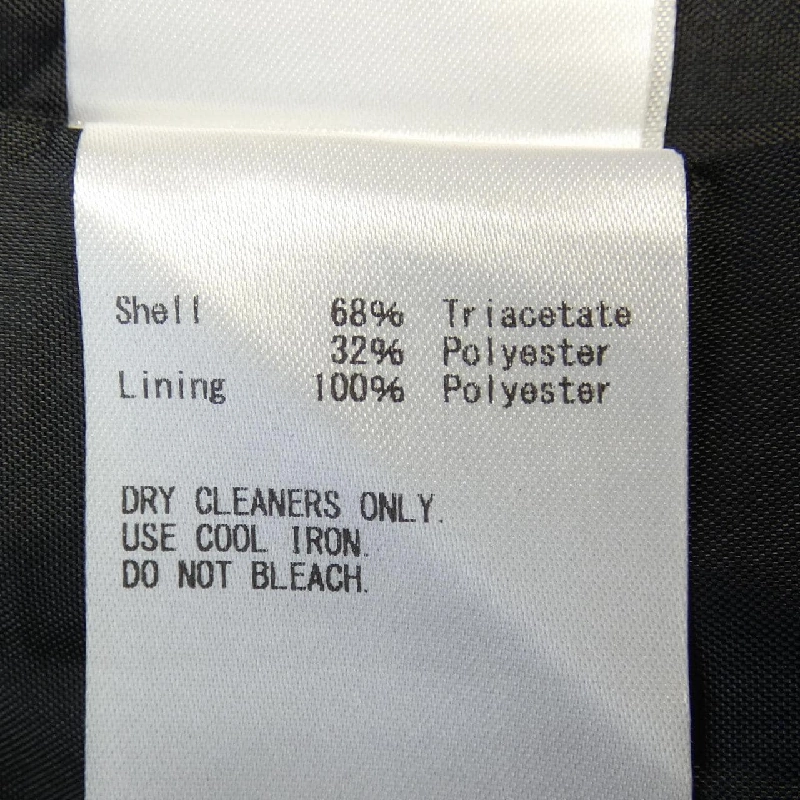 Shell 68% Triacetate
32% Polyester
Lining 100% Polyester
DRY CLEANERS ONLY.
USE COOL IRON.
DO NOT BLEACH.